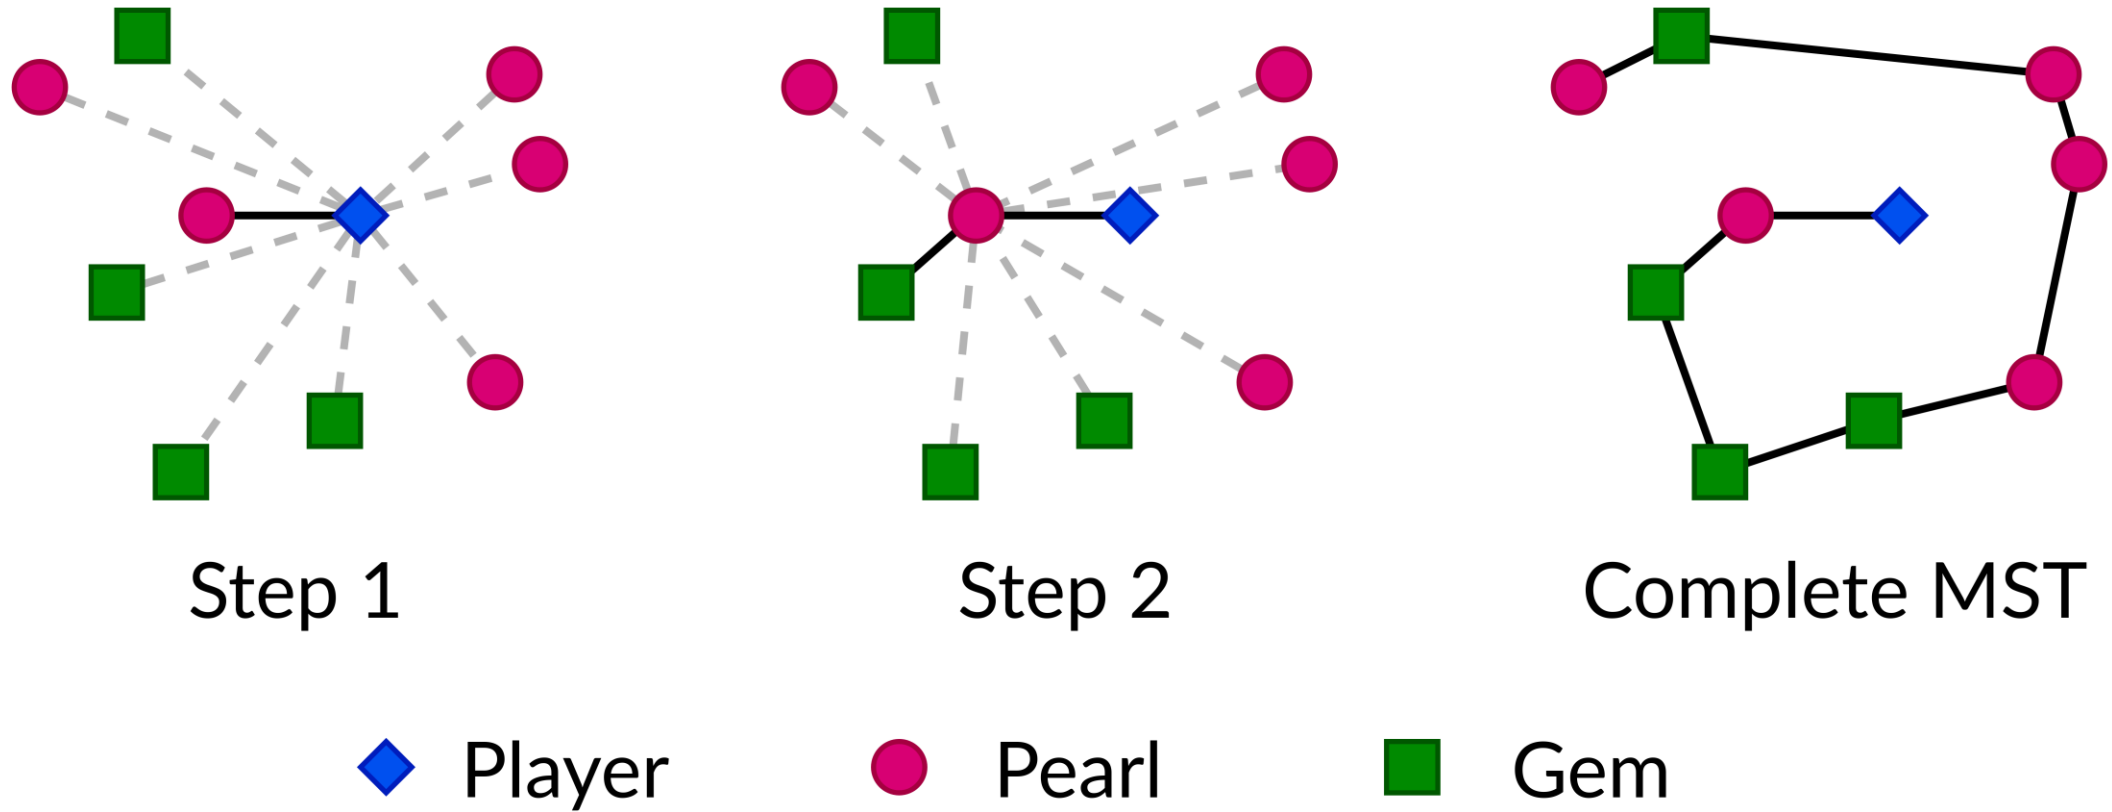 Step 1
Step 2
Complete MST
Player
Pearl
Gem